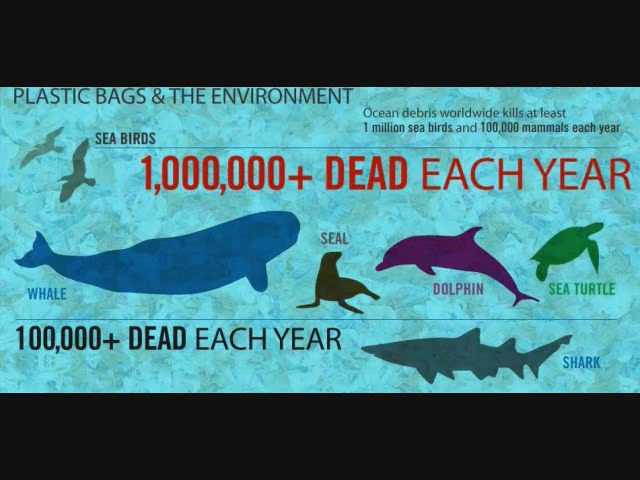 PLASTIC BAGS & THE ENVIRONMENT
Ocean debris worldwide kills at least
1 million sea birds and 100,000 mammals each year
SEA BIRDS
1,000,000+ DEAD EACH YEAR
SEAL
WHALE
DOLPHIN
SEA TURTLE
100,000+ DEAD EACH YEAR
SHARK